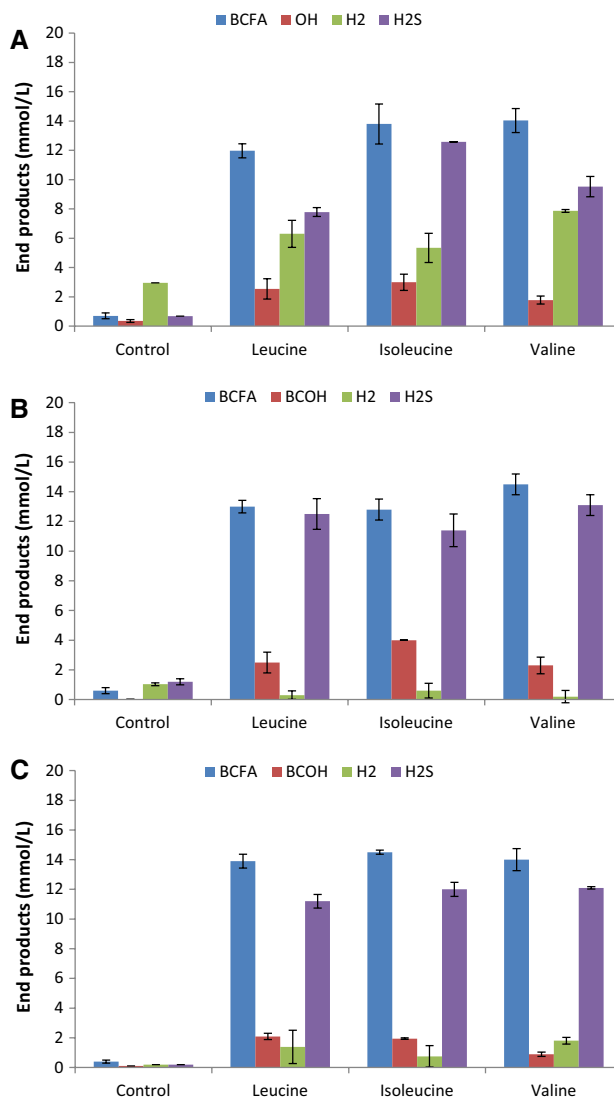 A
BCFA OH H2 H2S
End products (mmol/L)
20
18
16
14
12
10
8
6
4
2
0
Control Leucine Isoleucine Valine
B
BCFA BCOH H2 H2S
End products (mmol/L)
20
18
16
14
12
10
8
6
4
2
0
Control Leucine Isoleucine Valine
C
BCFA BCOH H2 H2S
End products (mmol/L)
20
18
16
14
12
10
8
6
4
2
0
Control Leucine Isoleucine Valine